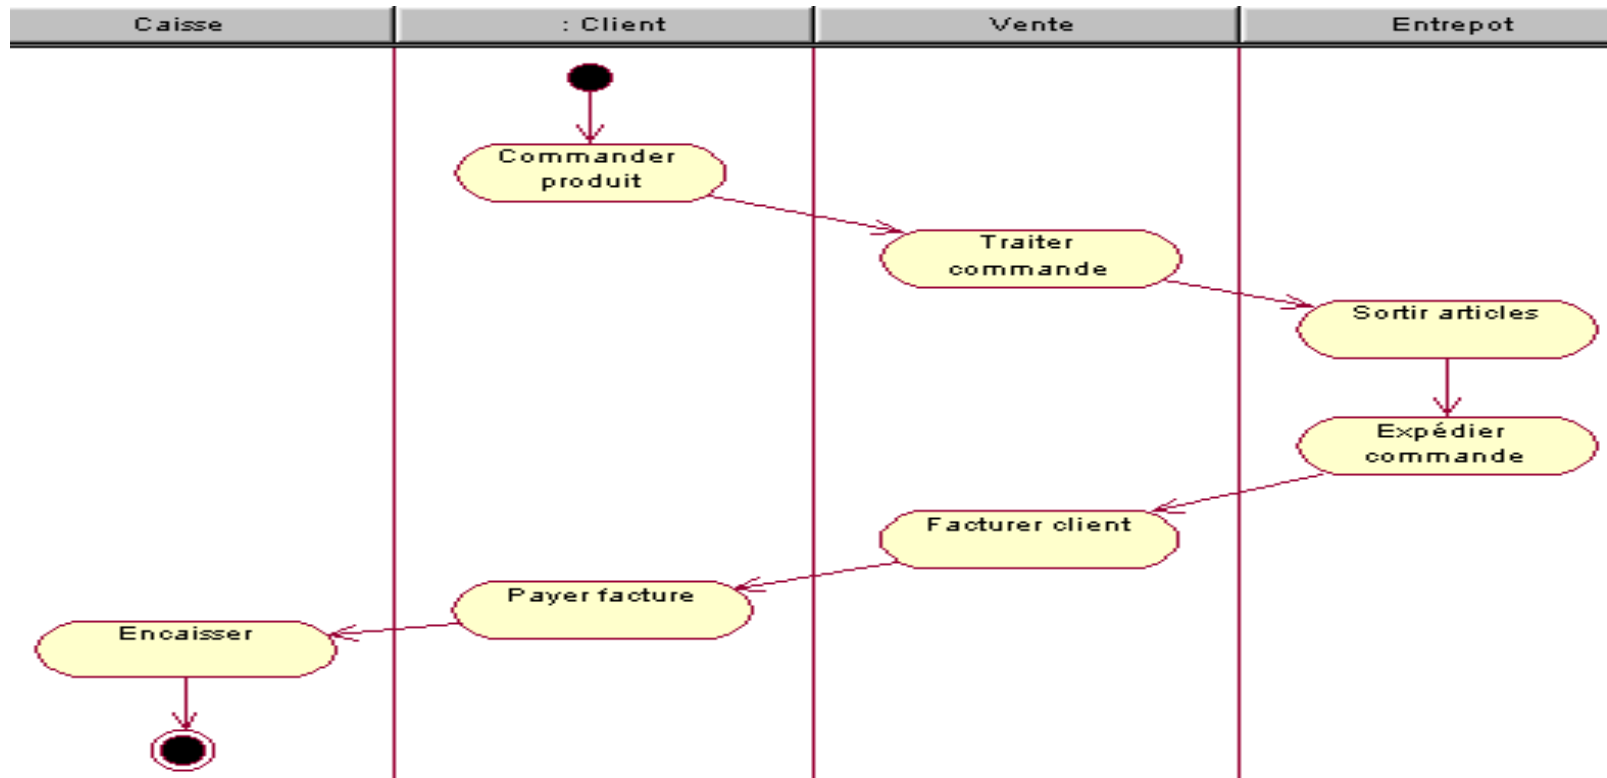 Caisse
: Client
Vente
Entrepot
Commander
produit
Traiter
commande
Sortir articles
Expédier
commande
Facturer client
Payer facture
Encaisser